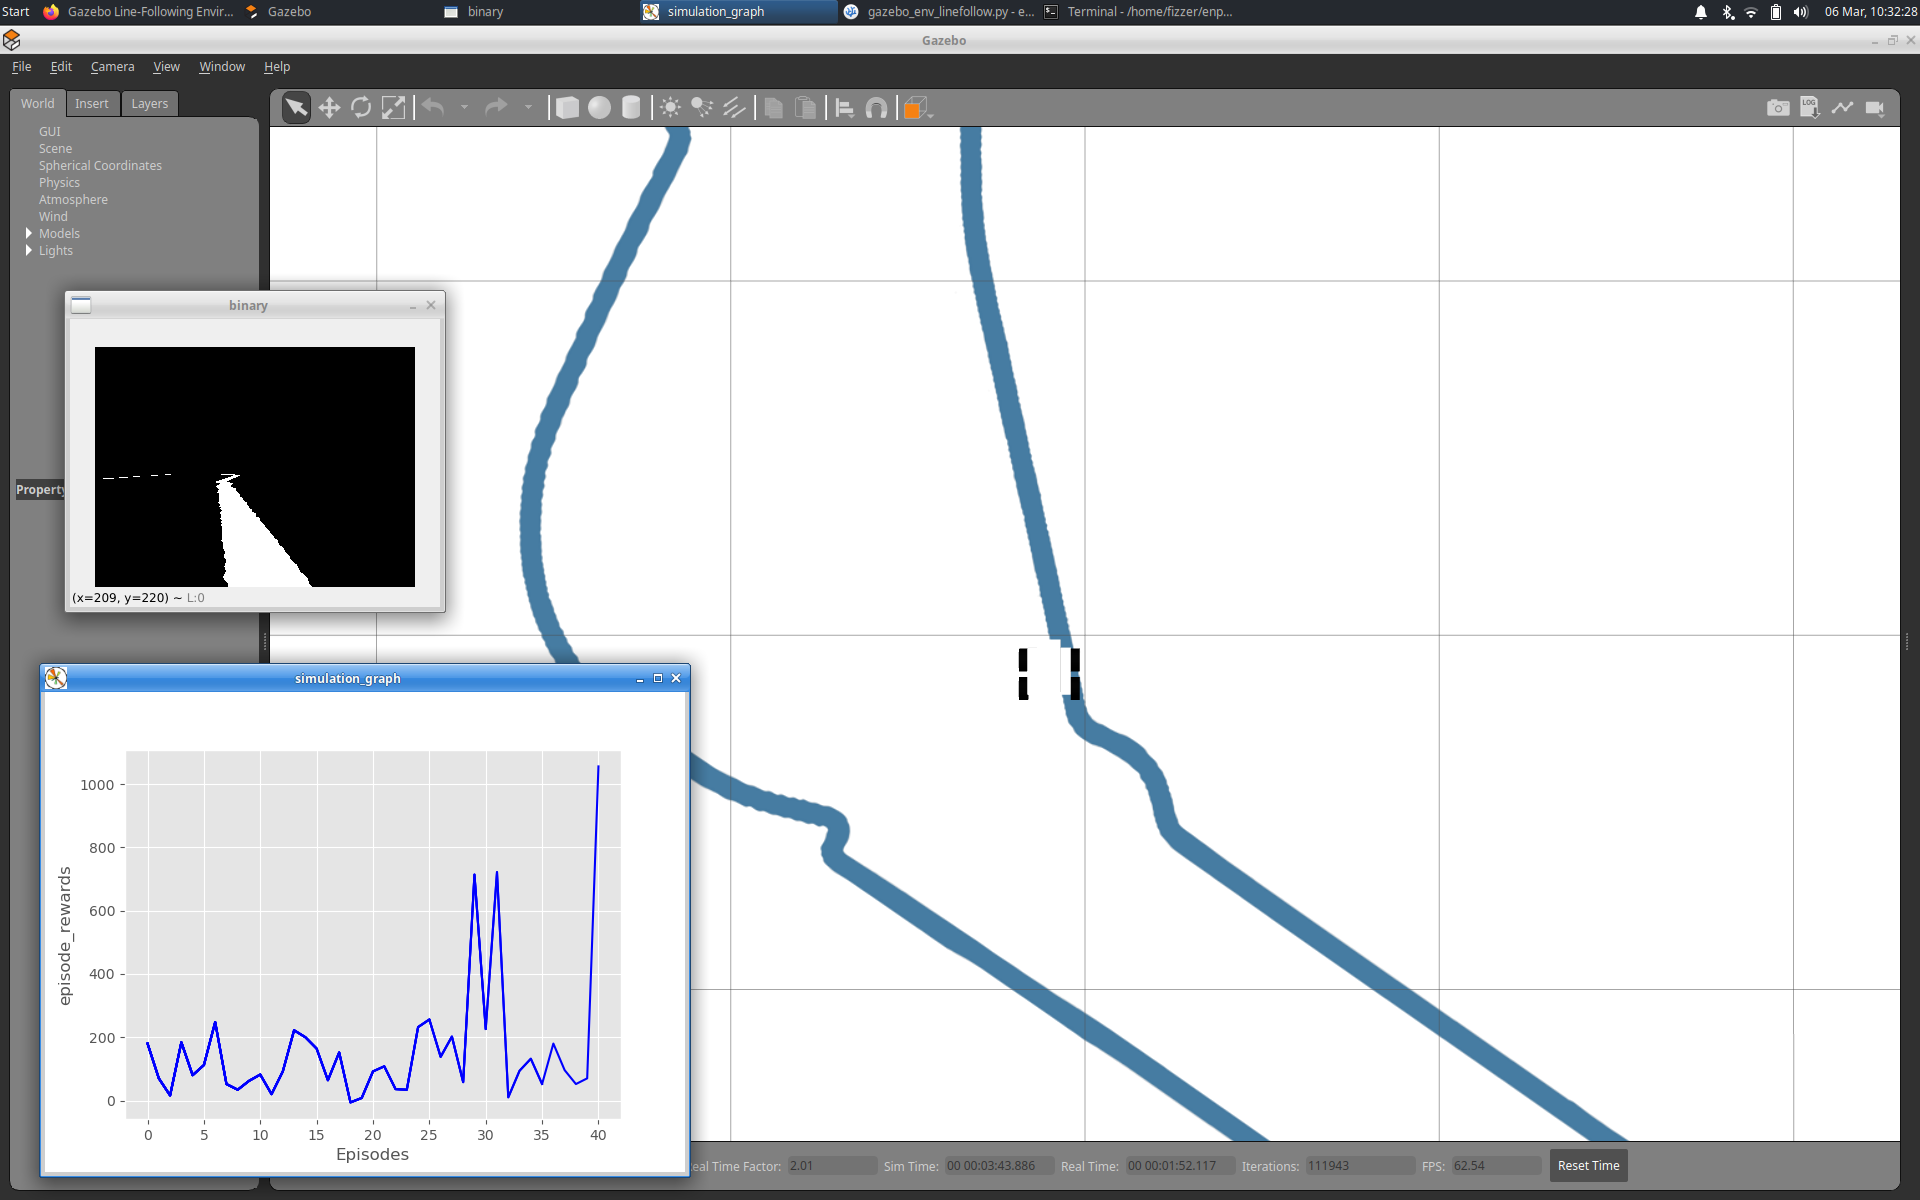 Start Gazebo Line-Following Envir... Gazebo binary simulation_graph gazebo_env_linefollow.py - e... Terminal - /home/fizzer/enp... 06 Mar, 10:32:28
Gazebo
File Edit Camera View Window Help
World Insert Layers
LOG
GUI
Scene
Spherical Coordinates
Physics
Atmosphere
Wind
Models
Lights
binary
Property
(x=209, y=220) ~ L:0
simulation_graph
1000
800
600
400
200
0
episode_rewards
0 5 10 15 20 25 30 35 40
Episodes
eal Time Factor: 2.01 Sim Time: 00 00:03:43.886 Real Time: 00 00:01:52.117 Iterations: 111943 FPS: 62.54 Reset Time